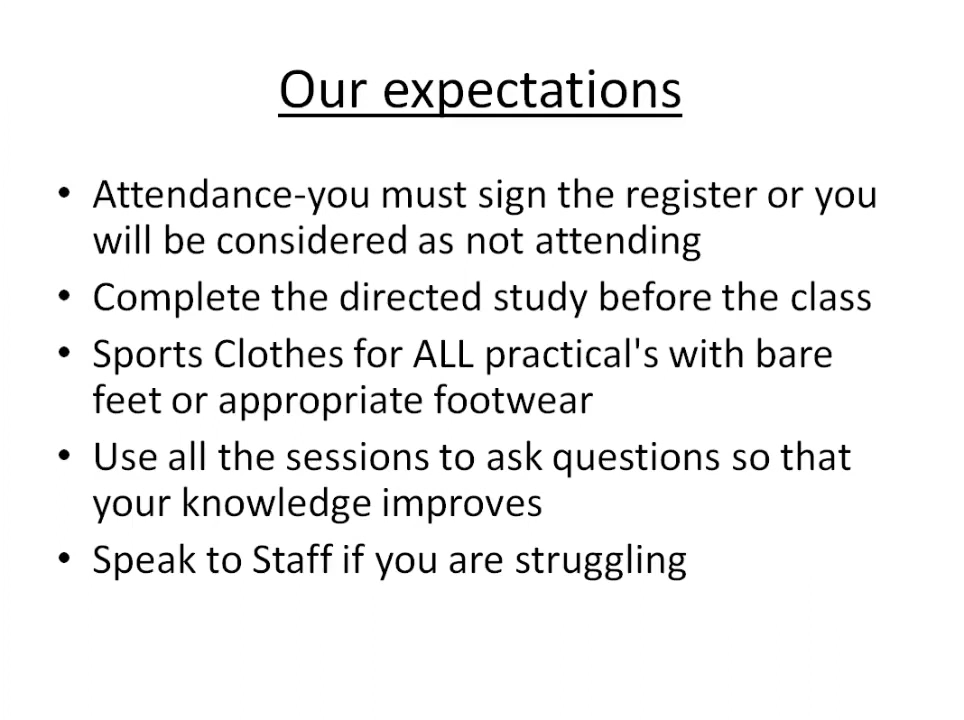 Our expectations
• Attendance-you must sign the register or you
will be considered as not attending
• Complete the directed study before the class
• Sports Clothes for ALL practical's with bare
feet or appropriate footwear
• Use all the sessions to ask questions so that
your knowledge improves
• Speak to Staff if you are struggling